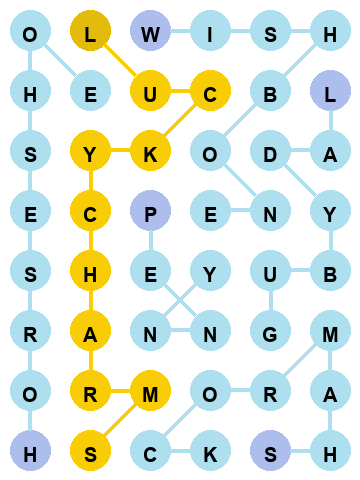 O L W I S H
H E U C B L
S Y K O D A
E C P E N Y
S H E Y U B
R A N N G M
O R M O R A
H S C K S H